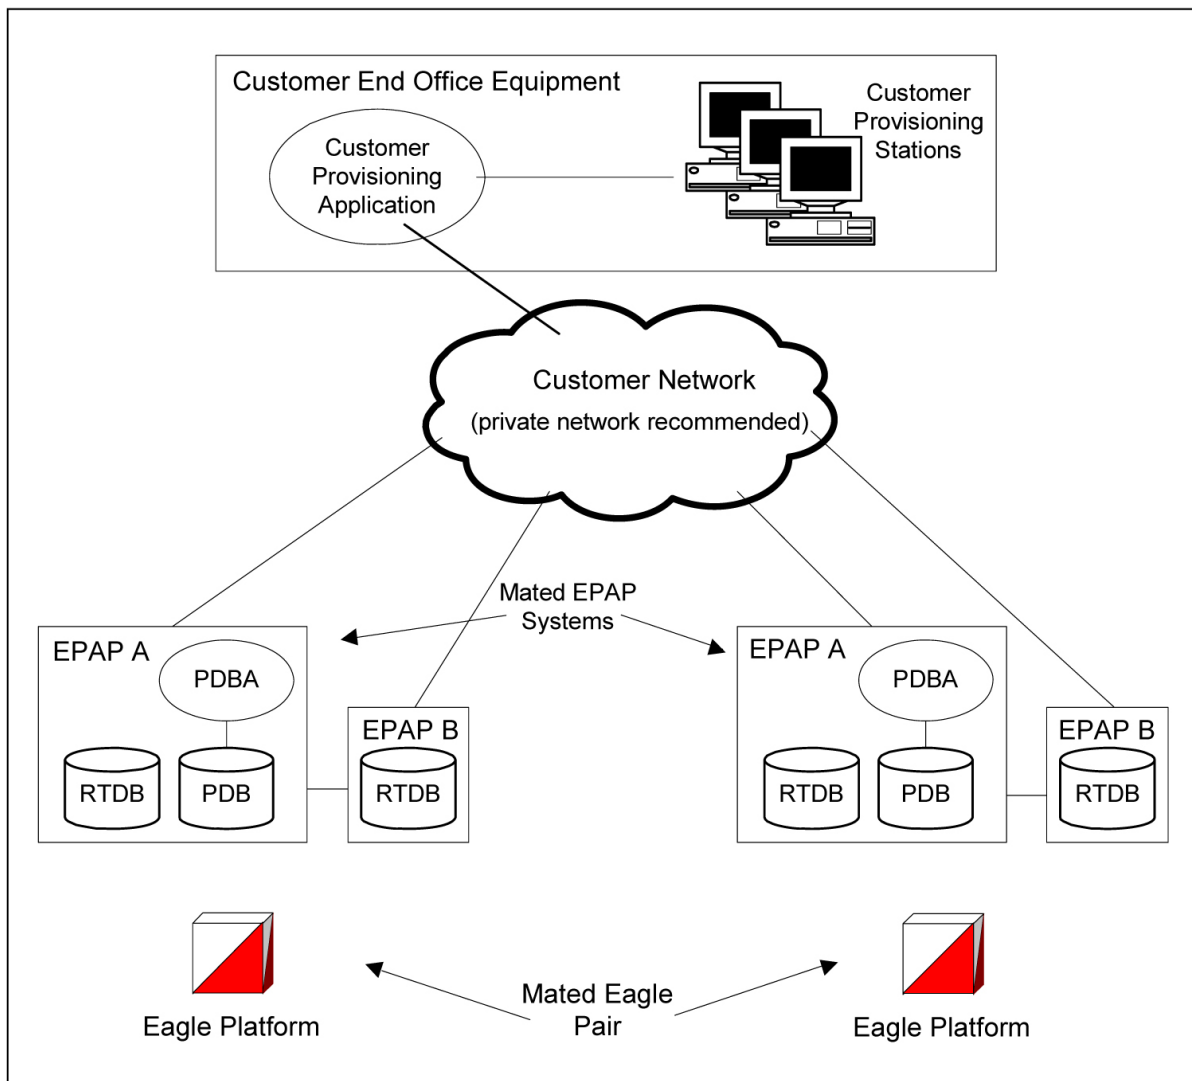 Customer End Office Equipment
Customer
Provisioning
Stations
Customer
Provisioning
Application
Customer Network
(private network recommended)
Mated EPAP
Systems
EPAP A
PDBA
RTDB
PDB
EPAP B
RTDB
EPAP A
PDBA
RTDB
PDB
EPAP B
RTDB
Eagle Platform
Mated Eagle
Pair
Eagle Platform